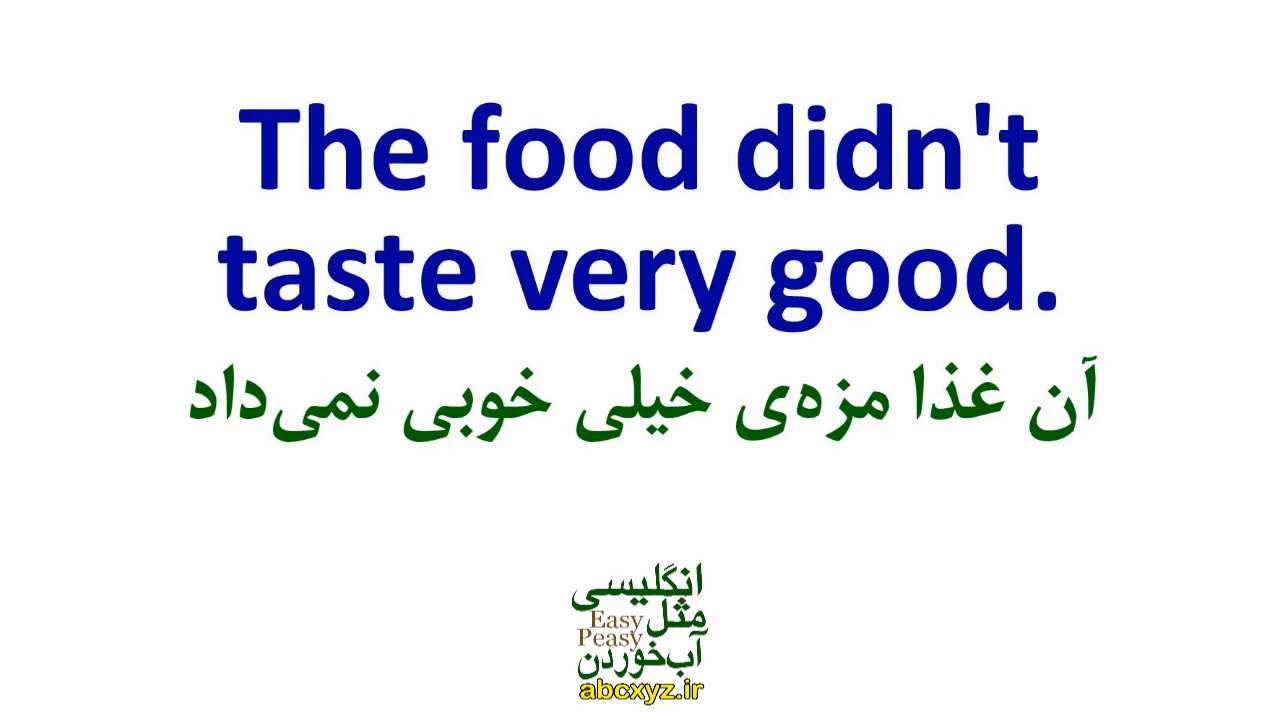 The food didn't
taste very good.
آن غذا مزه‌ی خیلی خوبی نمی‌داد
انگلیسی
مثل
Easy
Peasy
آب‌خوردن
abcxyz.ir